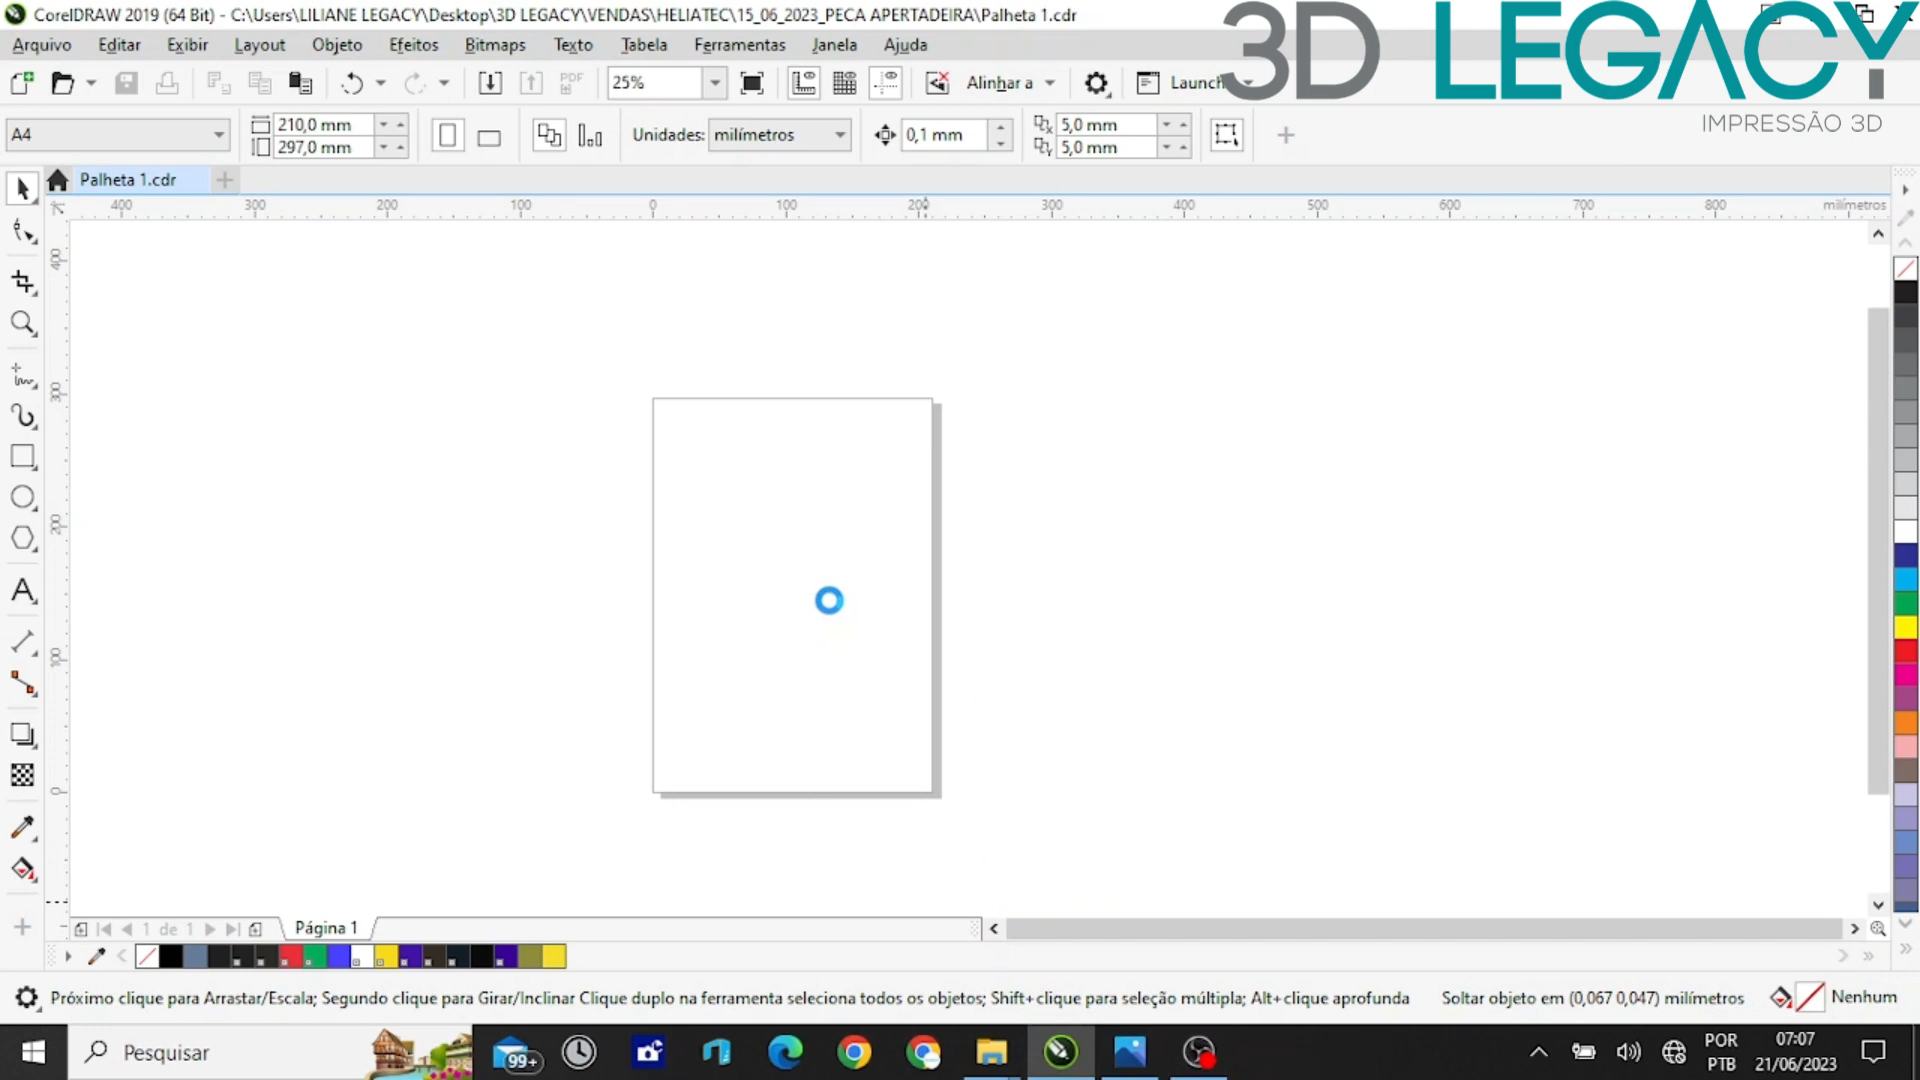 CorelDRAW 2019 (64 Bit) - C:\Users\LILIANE LEGACY\Desktop\3D LEGACY\VENDAS\HELIATEC\15_06_2023_PECA APERTADEIRA\Palheta 1.cdr
3D LEGACY
IMPRESSÃO 3D
Arquivo Editar Exibir Layout Objeto Efeitos Bitmaps Texto Tabela Ferramentas Janela Ajuda
PDF 25% Alinhar a Launch
A4 210,0 mm 297,0 mm Unidades: milímetros 0,1 mm 5,0 mm 5,0 mm
Palheta 1.cdr
400 300 200 100 0 100 200 300 400 500 600 700 800 milímetros
400
300
200
100
0
1 de 1 Página 1
Próximo clique para Arrastar/Escala; Segundo clique para Girar/Inclinar Clique duplo na ferramenta seleciona todos os objetos; Shift+clique para seleção múltipla; Alt+clique aprofunda Soltar objeto em (0,067 0,047) milímetros Nenhum
Pesquisar 99+ POR PTB 07:07 21/06/2023